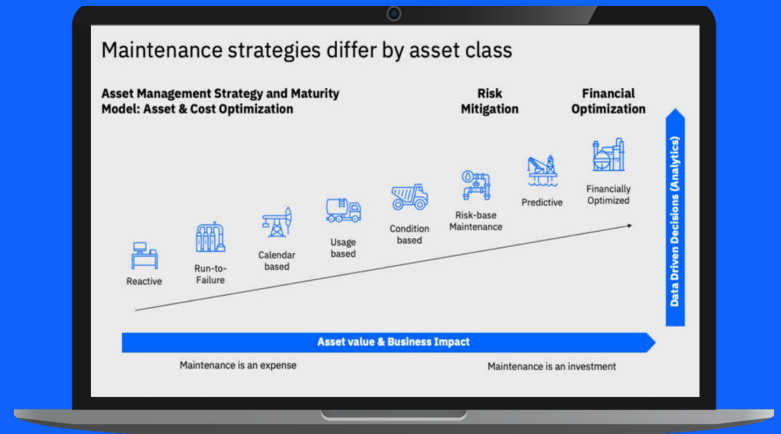 Maintenance strategies differ by asset class
Asset Management Strategy and Maturity
Model: Asset & Cost Optimization
Risk
Mitigation
Financial
Optimization
Reactive
Run-to-
Failure
Calendar
based
Usage
based
Condition
based
Risk-base
Maintenance
Predictive
Financially
Optimized
Data Driven Decisions (Analytics)
Asset value & Business Impact
Maintenance is an expense
Maintenance is an investment